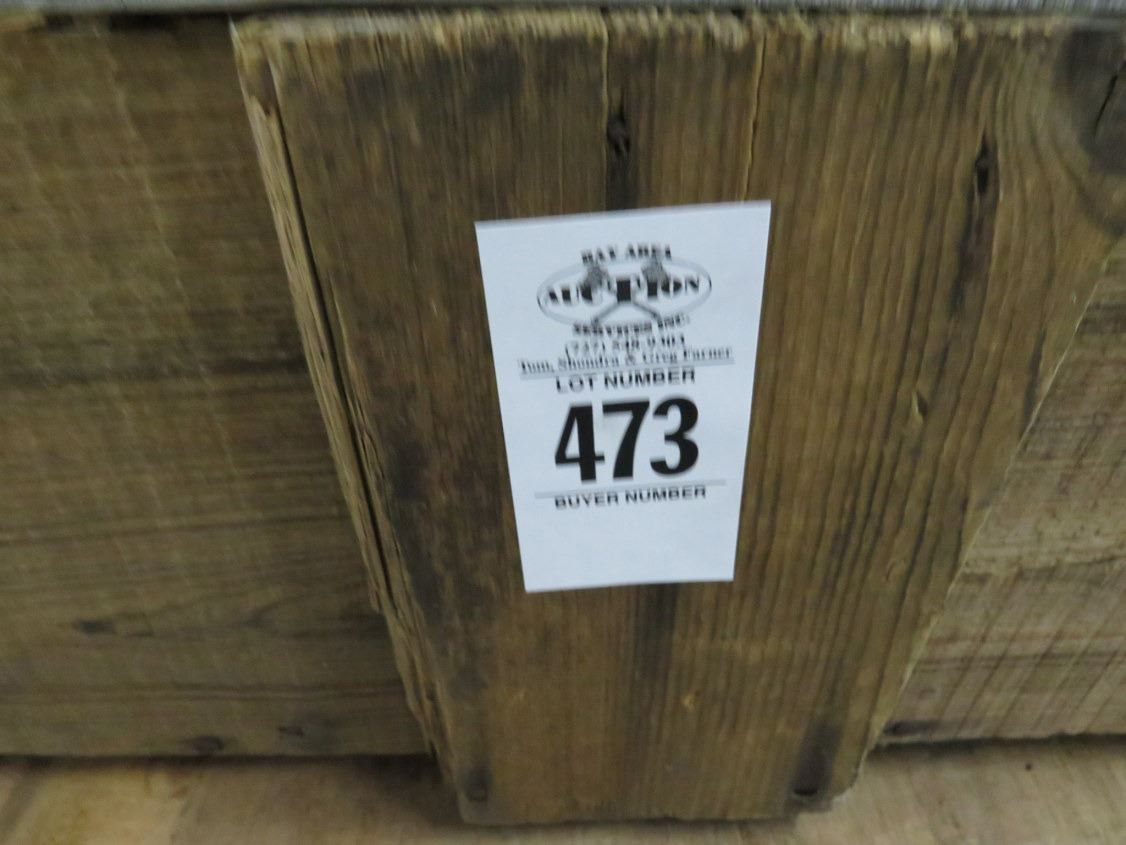 BAY AREA
AUCTION
SERVICES INC.
Tom, Shondra & Greg Farner
LOT NUMBER
473
BUYER NUMBER